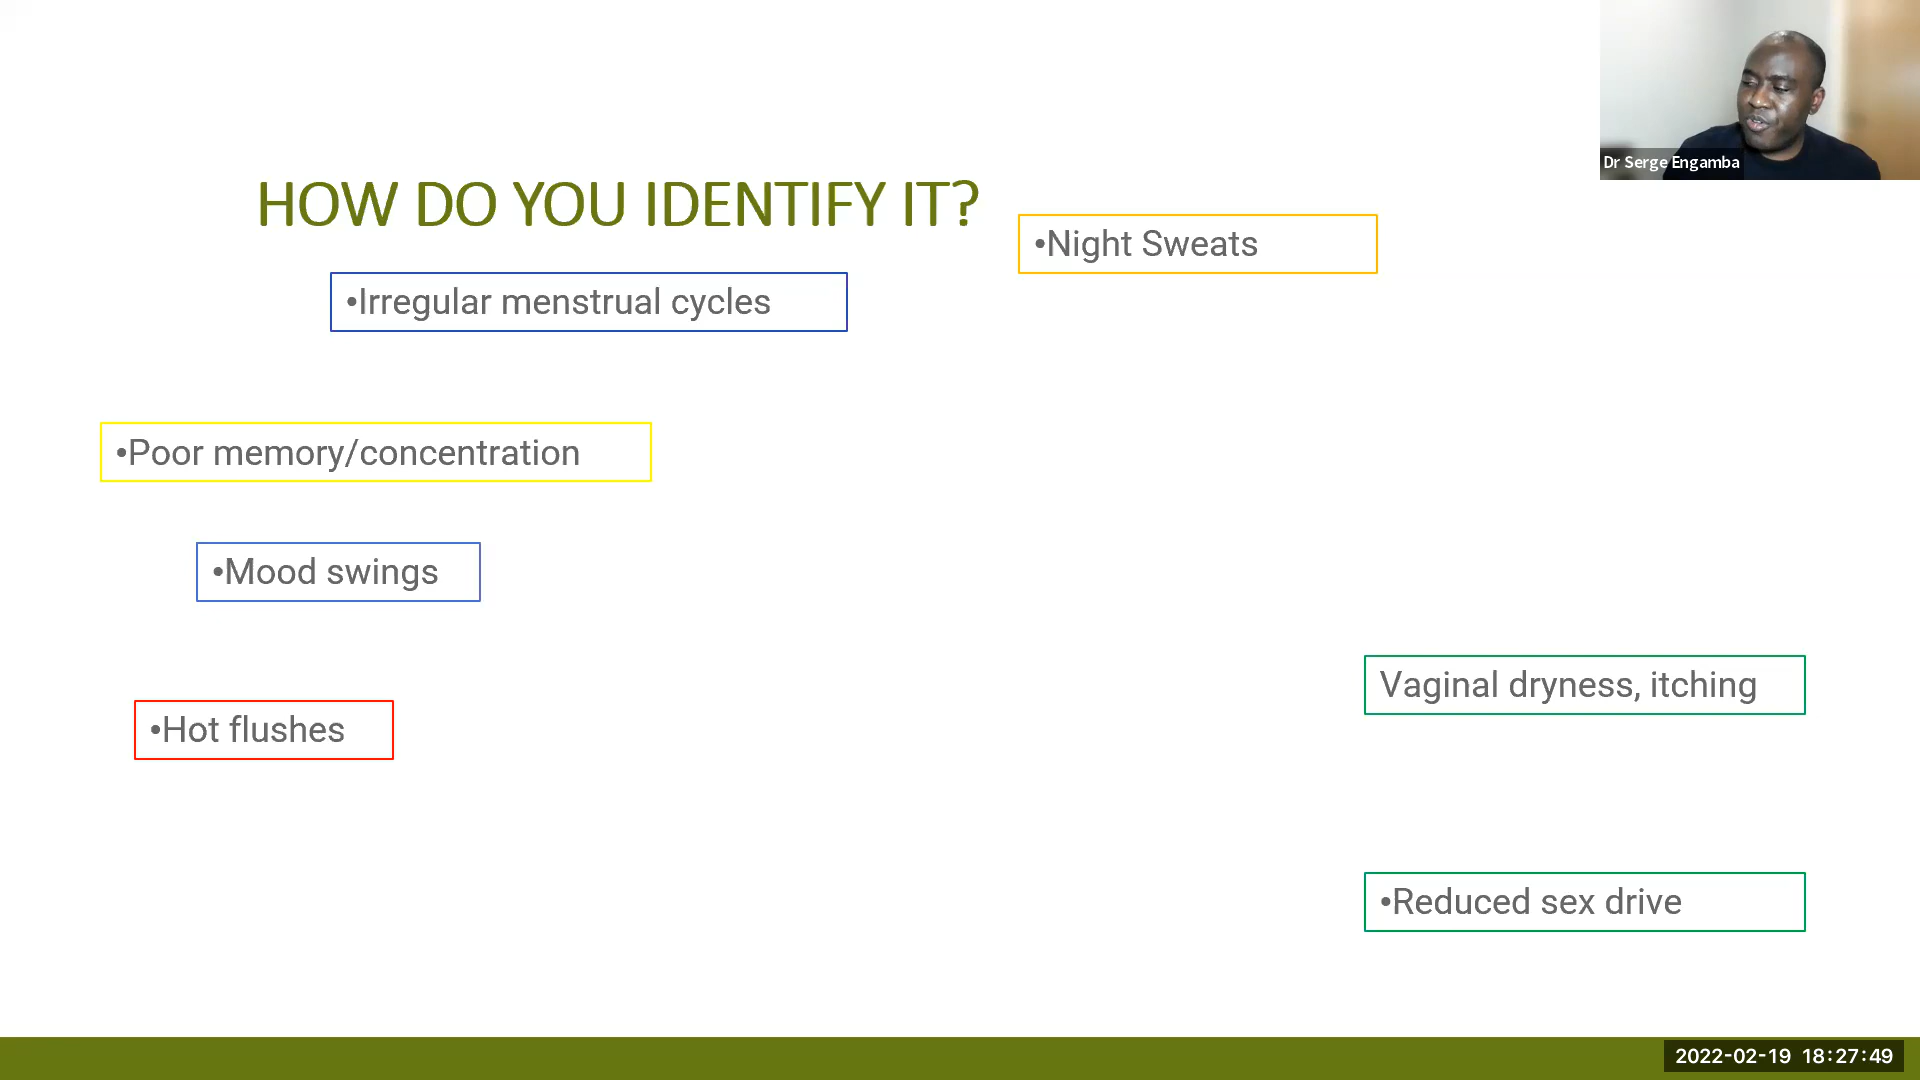 Dr Serge Engamba
HOW DO YOU IDENTIFY IT?
•Night Sweats
•Irregular menstrual cycles
•Poor memory/concentration
•Mood swings
Vaginal dryness, itching
•Hot flushes
•Reduced sex drive
2022-02-19 18:27:49